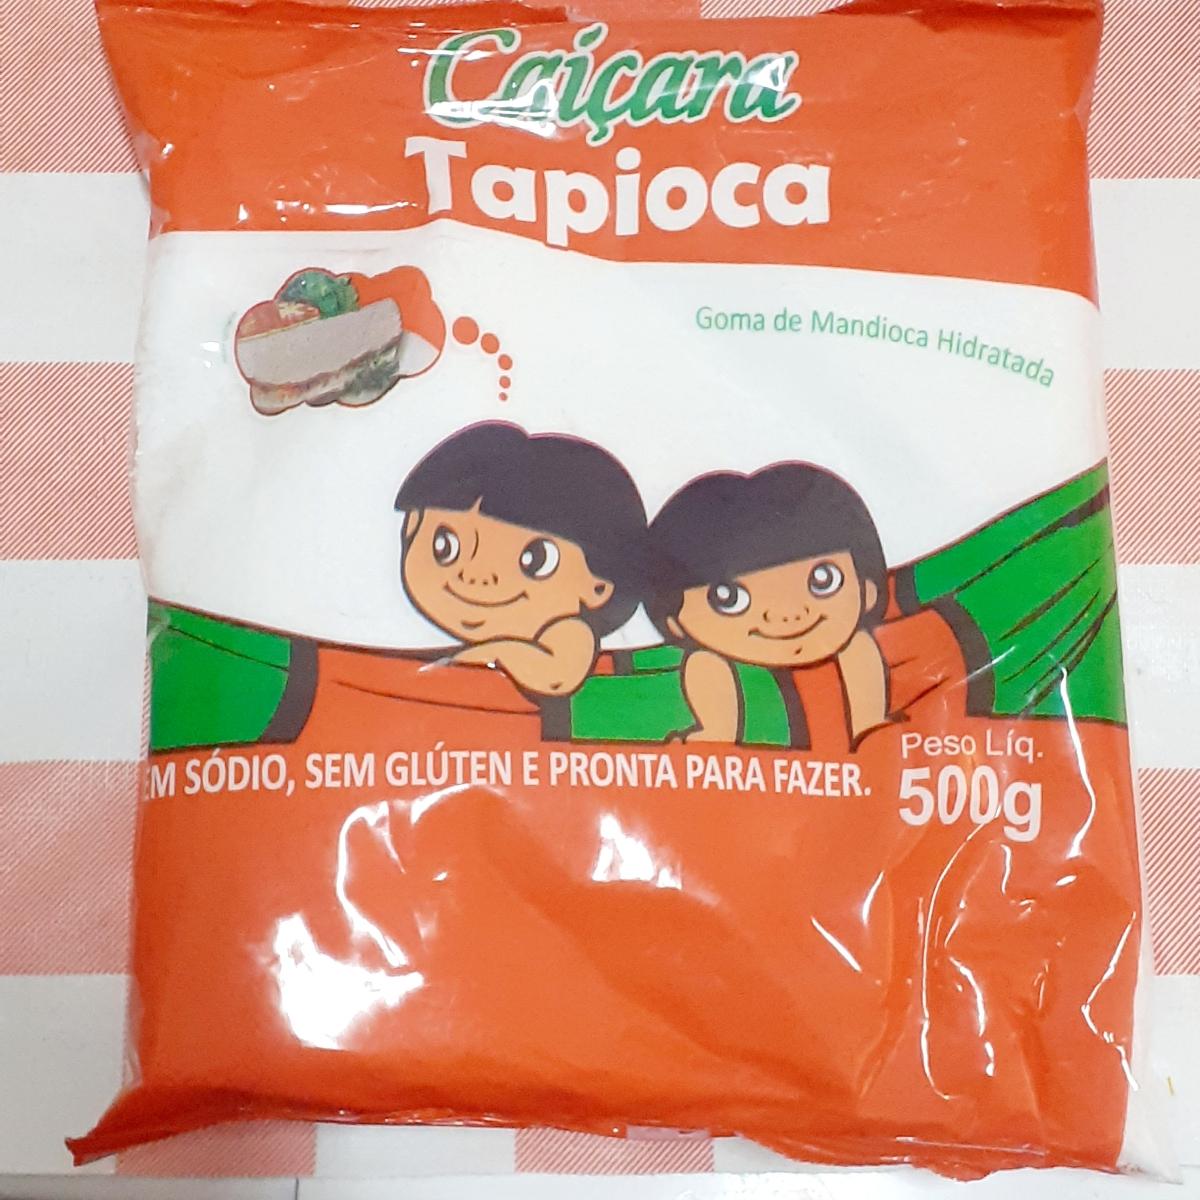 Caiçara
Tapioca
Goma de Mandioca Hidratada
EM SÓDIO, SEM GLÚTEN E PRONTA PARA FAZER.
Peso Líq.
500g